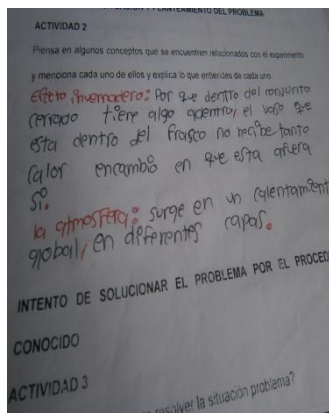 PLANTEAMIENTO DEL PROBLEMA
ACTIVIDAD 2
Piensa en algunos conceptos que se encuentren relacionados con el experimento
y menciona cada uno de ellos y explica lo que entiendes de cada uno.
Efecto invernadero: Por que dentro del conjunto
cerrado tiene algo adentro, el vaso que
esta dentro del frasco no recibe tanto
calor encambio en que esta afuera
si.
la atmosfera: surge en un calentamient
global, en diferentes capas.
INTENTO DE SOLUCIONAR EL PROBLEMA POR EL PROCED
CONOCIDO
ACTIVIDAD 3
resolver la situación problema?